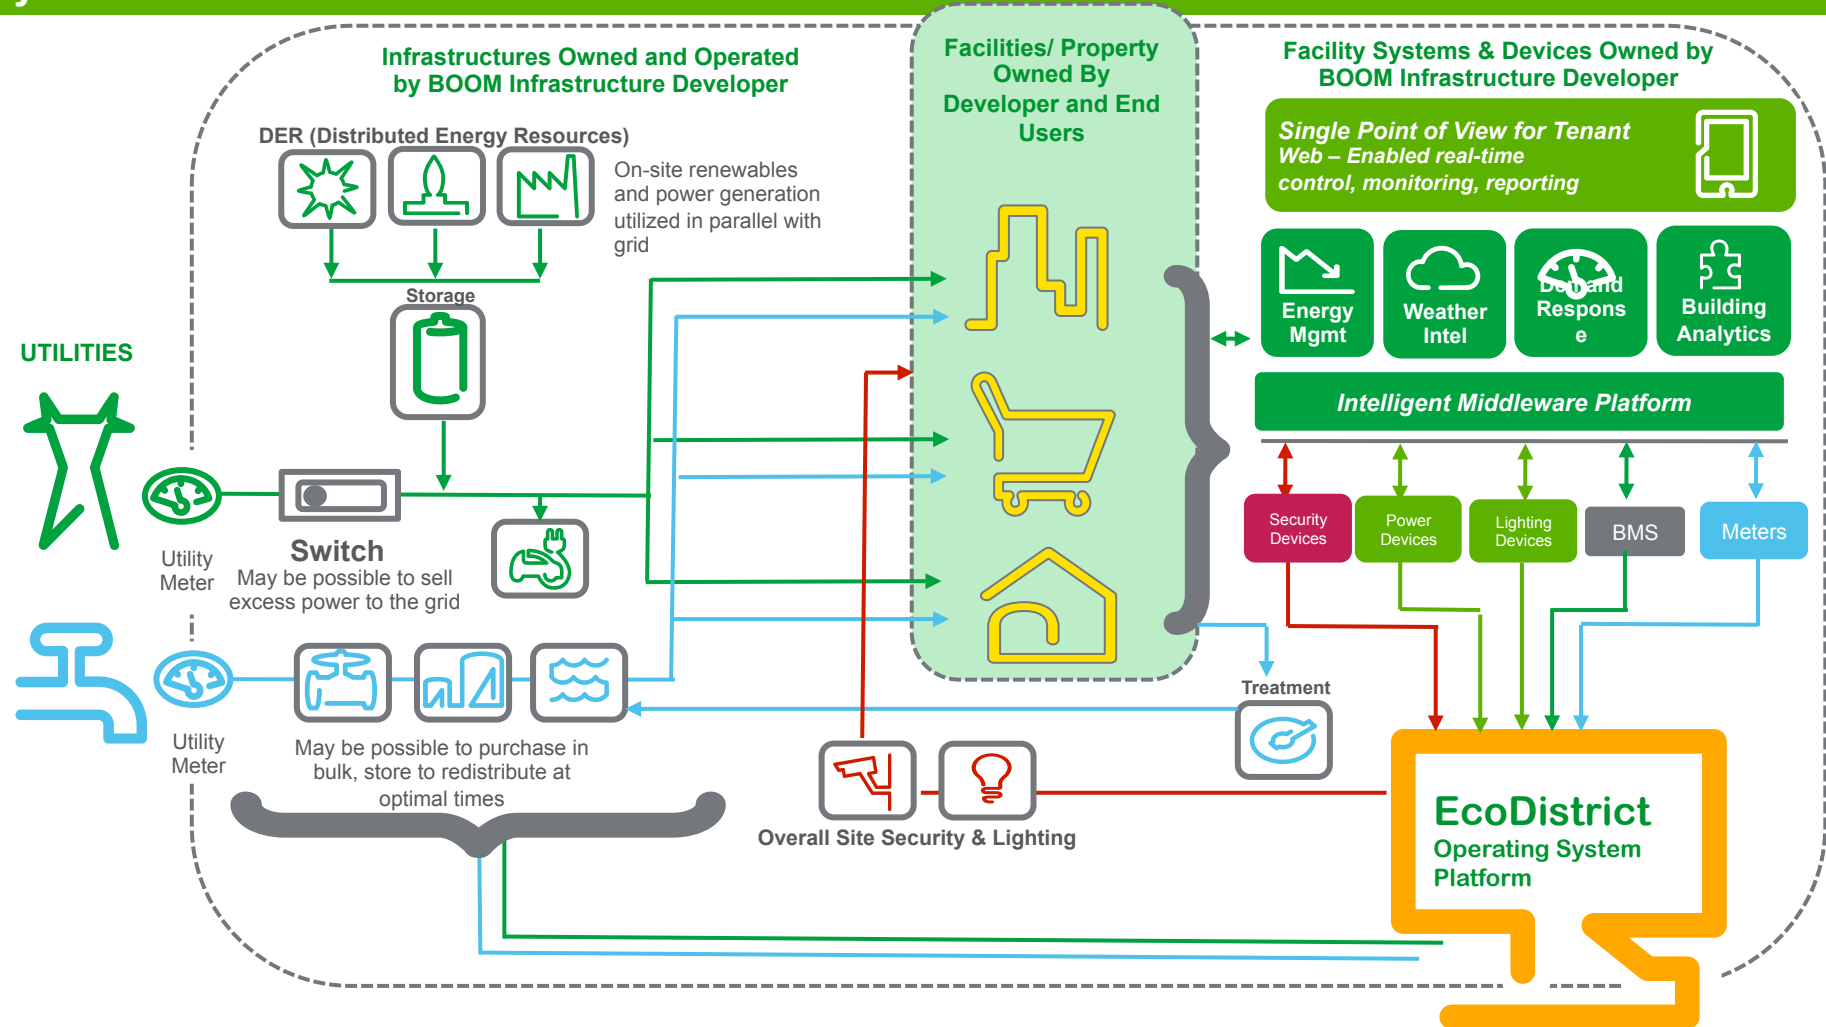 Infrastructures Owned and Operated
by BOOM Infrastructure Developer
Facilities/ Property
Owned By
Developer and End
Users
Facility Systems & Devices Owned by
BOOM Infrastructure Developer
DER (Distributed Energy Resources)
On-site renewables
and power generation
utilized in parallel with
grid
Storage
Single Point of View for Tenant
Web – Enabled real-time
control, monitoring, reporting
Energy
Mgmt
Weather
Intel
Demand
Respons
e
Building
Analytics
Intelligent Middleware Platform
Security
Devices
Power
Devices
Lighting
Devices
BMS
Meters
UTILITIES
Utility
Meter
Switch
May be possible to sell
excess power to the grid
Utility
Meter
May be possible to purchase in
bulk, store to redistribute at
optimal times
Treatment
Overall Site Security & Lighting
EcoDistrict
Operating System
Platform